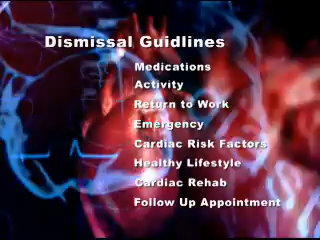 Dismissal Guidlines
Medications
Activity
Return to Work
Emergency
Cardiac Risk Factors
Healthy Lifestyle
Cardiac Rehab
Follow Up Appointment